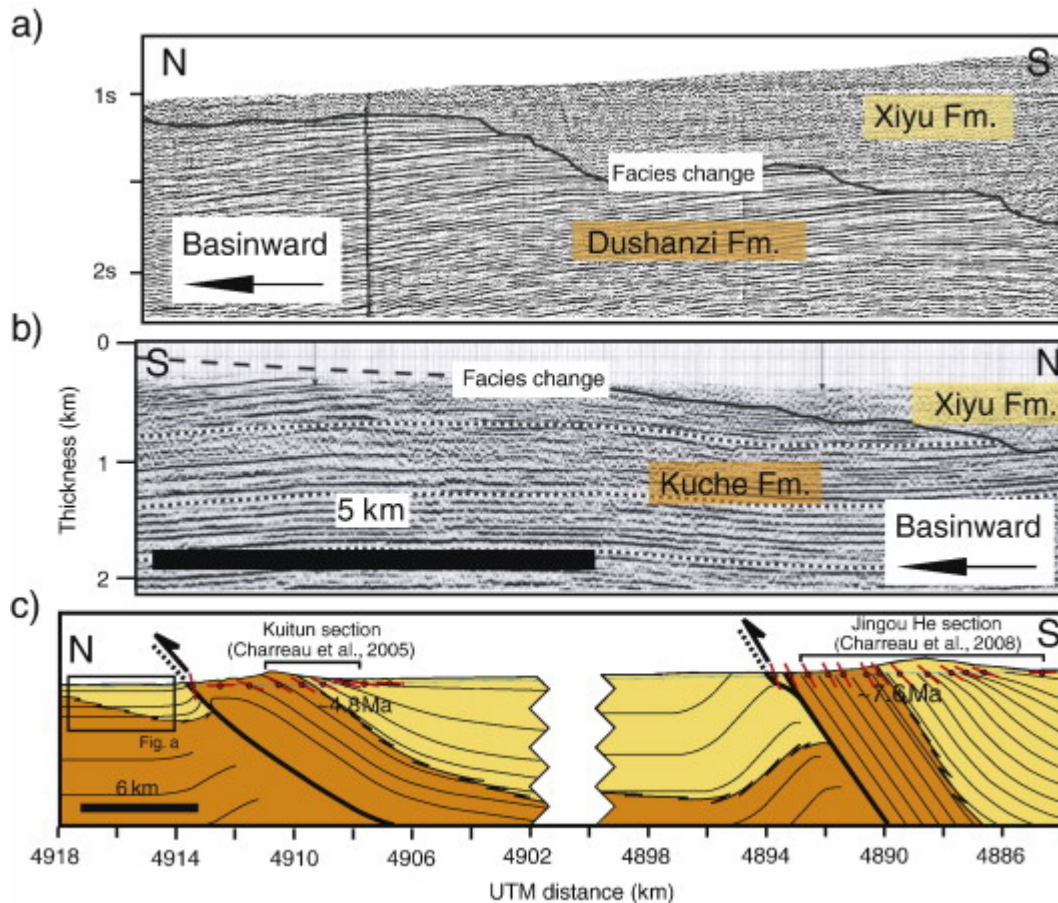 a)
N
S
1s
Xiyu Fm.
Facies change
Dushanzi Fm.
Basinward
2s
b)
0
S
N
Facies change
Xiyu Fm.
Thickness (km)
1
Kuche Fm.
5 km
Basinward
2
c)
N
Kuitun section
(Charreau et al., 2005)
Jingou He section
(Charreau et al., 2008)
S
~4.8Ma
~7.6Ma
Fig. a
6 km
4918 4914 4910 4906 4902 4898 4894 4890 4886
UTM distance (km)